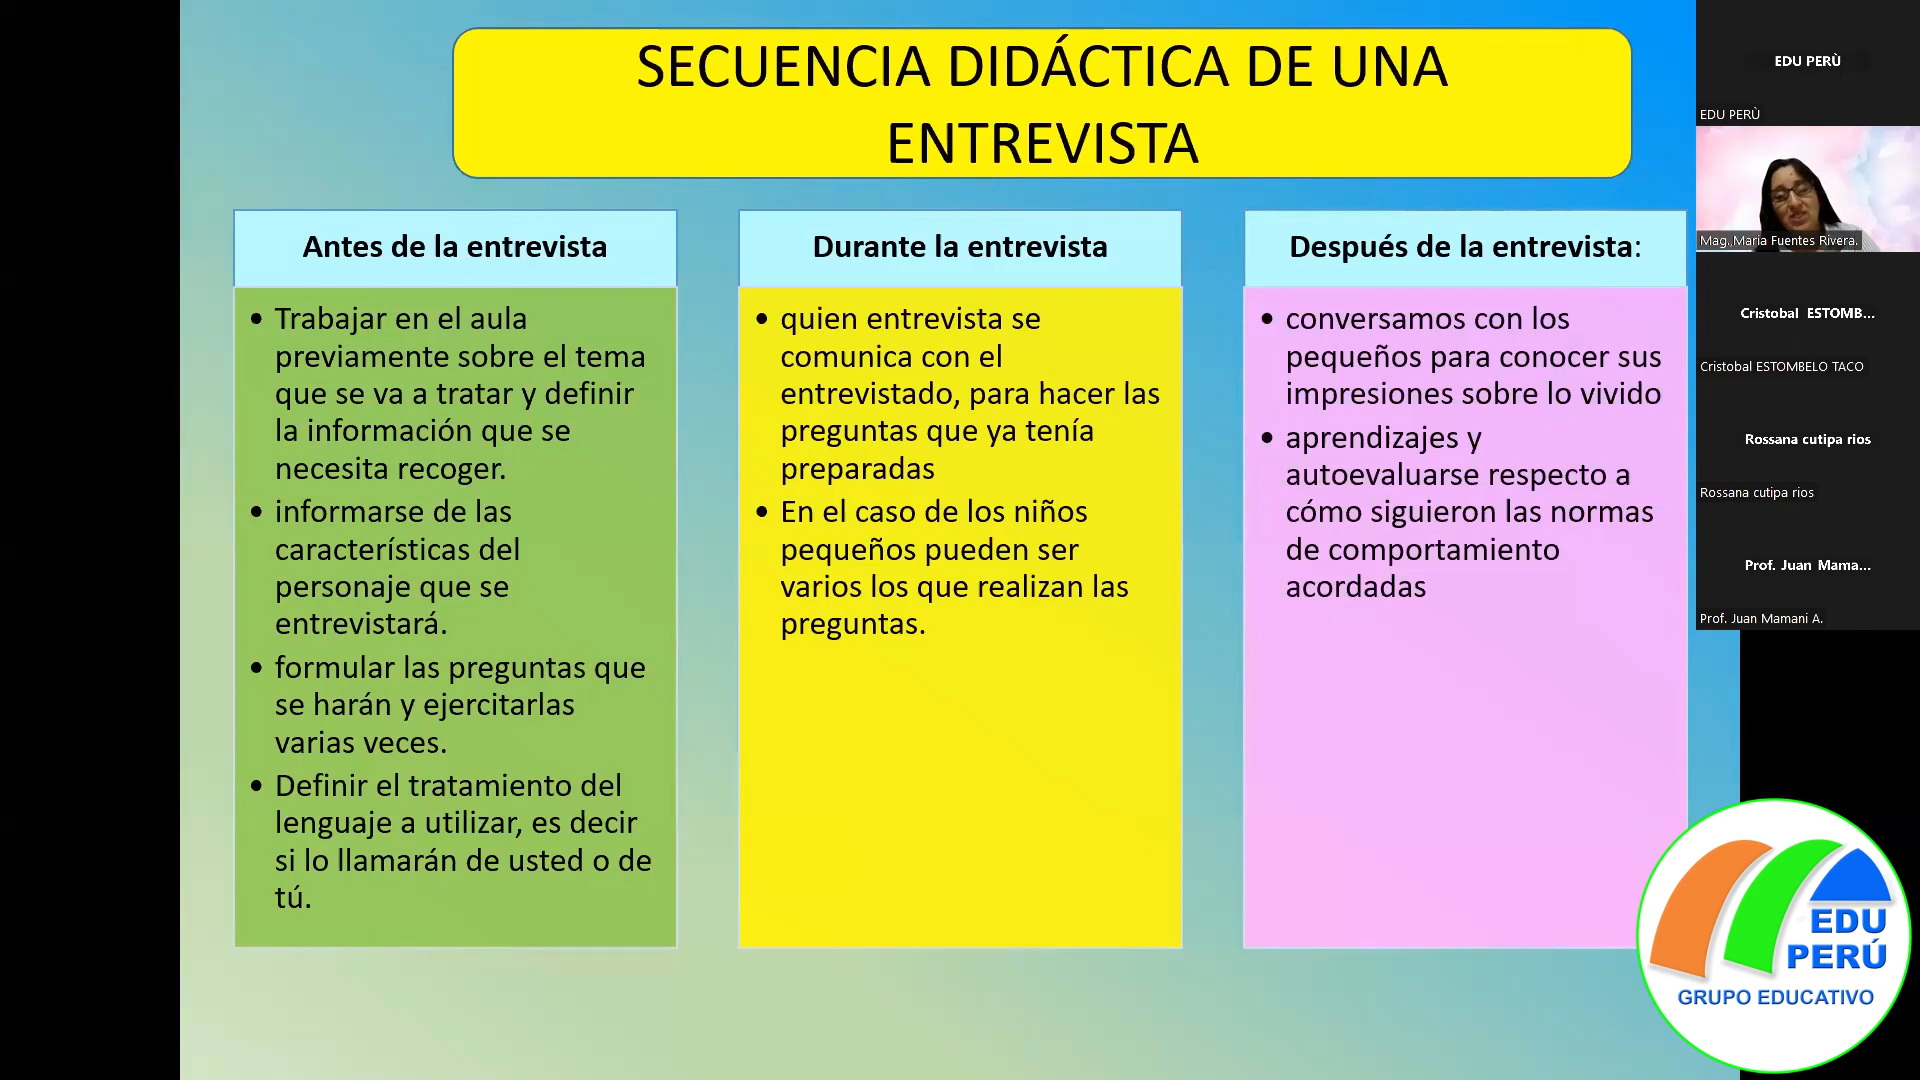 SECUENCIA DIDÁCTICA DE UNA
ENTREVISTA
Antes de la entrevista
• Trabajar en el aula
previamente sobre el tema
que se va a tratar y definir
la información que se
necesita recoger.
• informarse de las
características del
personaje que se
entrevistará.
• formular las preguntas que
se harán y ejercitarlas
varias veces.
• Definir el tratamiento del
lenguaje a utilizar, es decir
si lo llamarán de usted o de
tú.
Durante la entrevista
• quien entrevista se
comunica con el
entrevistado, para hacer las
preguntas que ya tenía
preparadas
• En el caso de los niños
pequeños pueden ser
varios los que realizan las
preguntas.
Después de la entrevista:
• conversamos con los
pequeños para conocer sus
impresiones sobre lo vivido
• aprendizajes y
autoevaluarse respecto a
cómo siguieron las normas
de comportamiento
acordadas
EDU PERÙ
EDU PERÙ
Mag. Maria Fuentes Rivera.
Cristobal ESTOMB...
Cristobal ESTOMBELO TACO
Rossana cutipa rios
Rossana cutipa rios
Prof. Juan Mama...
Prof. Juan Mamani A.
EDU
PERÚ
GRUPO EDUCATIVO